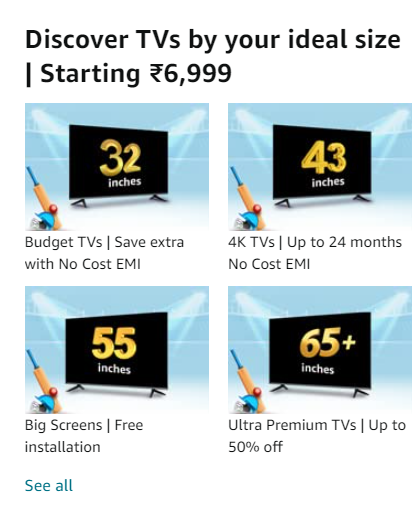 Discover TVs by your ideal size
| Starting ₹6,999
32
inches
43
inches
Budget TVs | Save extra
with No Cost EMI
4K TVs | Up to 24 months
No Cost EMI
55
inches
65+
inches
Big Screens | Free
installation
Ultra Premium TVs | Up to
50% off
See all